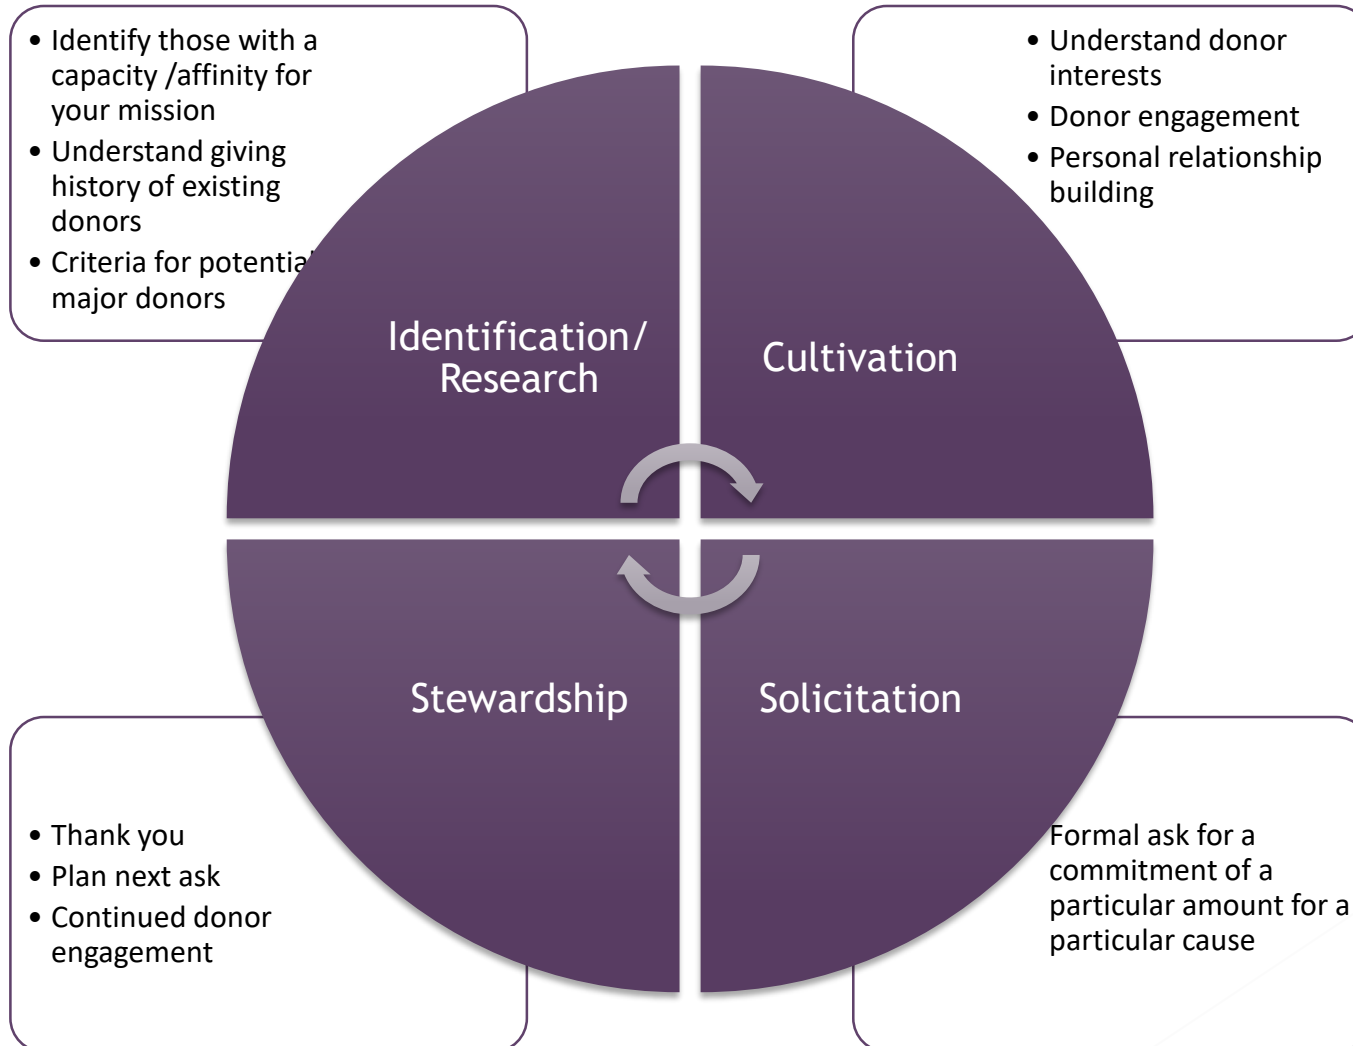 • Identify those with a
capacity /affinity for
your mission
• Understand giving
history of existing
donors
• Criteria for potential
major donors
• Understand donor
interests
• Donor engagement
• Personal relationship
building
Identification/
Research
Cultivation
Stewardship
Solicitation
• Thank you
• Plan next ask
• Continued donor
engagement
Formal ask for a
commitment of a
particular amount for a
particular cause